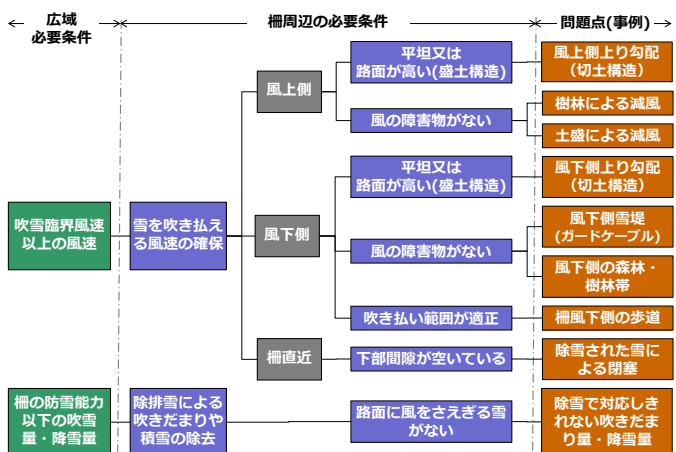 広域
必要条件
柵周辺の必要条件
問題点(事例)
吹雪臨界風速
以上の風速
雪を吹き払え
る風速の確保
風上側
平坦又は
路面が高い(盛土構造)
風上側上り勾配
(切土構造)
風の障害物がない
樹林による減風
土盛による減風
風下側
平坦又は
路面が高い(盛土構造)
風下側上り勾配
(切土構造)
風の障害物がない
風下側雪堤
(ガードケーブル)
風下側の森林・
樹林帯
吹き払い範囲が適正
柵風下側の歩道
柵直近
下部間隙が空いている
除雪された雪
による閉塞
柵の防雪能力
以下の吹雪
量・降雪量
除排雪による
吹きだまりや
積雪の除去
路面に風をさえぎる雪
がない
除雪で対応しき
れない吹きだま
り量・降雪量